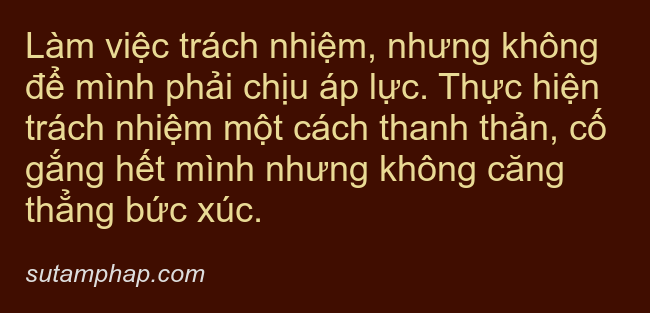 Làm việc trách nhiệm, nhưng không
để mình phải chịu áp lực. Thực hiện
trách nhiệm một cách thanh thản, cố
gắng hết mình nhưng không căng
thẳng bức xúc.
sutamphap.com